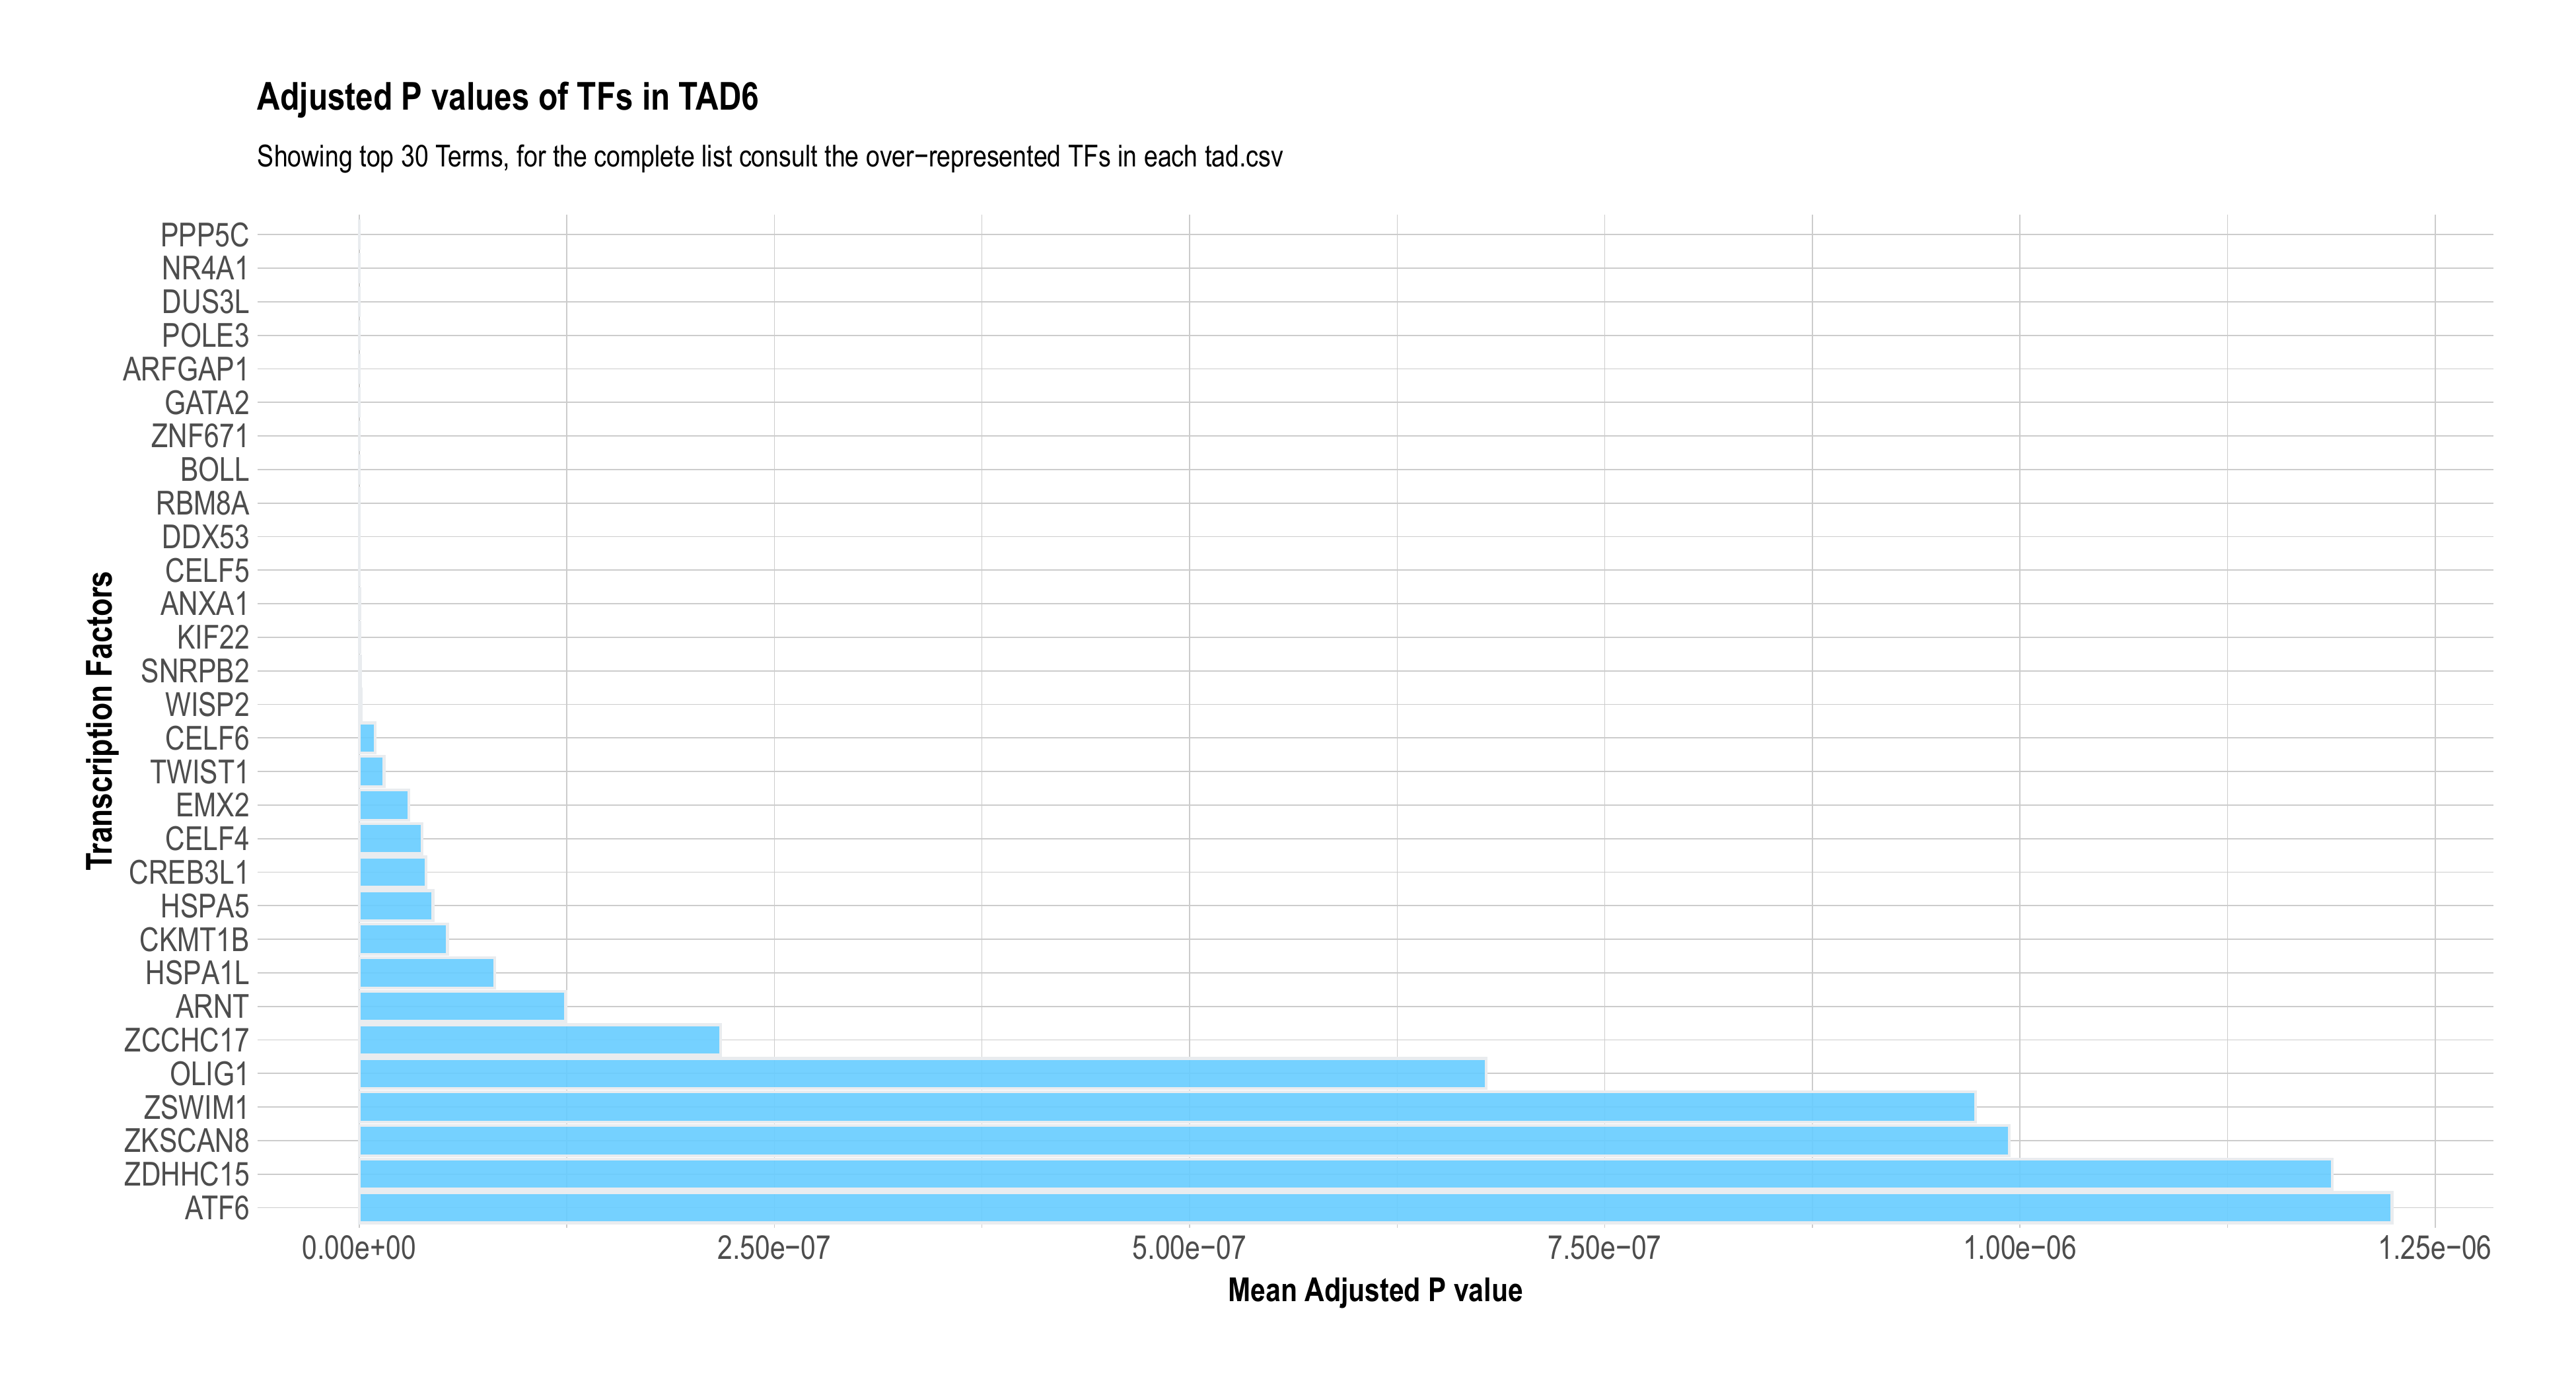 Adjusted P values of TFs in TAD6
Showing top 30 Terms, for the complete list consult the over−represented TFs in each tad.csv
Transcription Factors
PPP5C
NR4A1
DUS3L
POLE3
ARFGAP1
GATA2
ZNF671
BOLL
RBM8A
DDX53
CELF5
ANXA1
KIF22
SNRPB2
WISP2
CELF6
TWIST1
EMX2
CELF4
CREB3L1
HSPA5
CKMT1B
HSPA1L
ARNT
ZCCHC17
OLIG1
ZSWIM1
ZKSCAN8
ZDHHC15
ATF6
0.00e+00 2.50e−07 5.00e−07 7.50e−07 1.00e−06 1.25e−06
Mean Adjusted P value